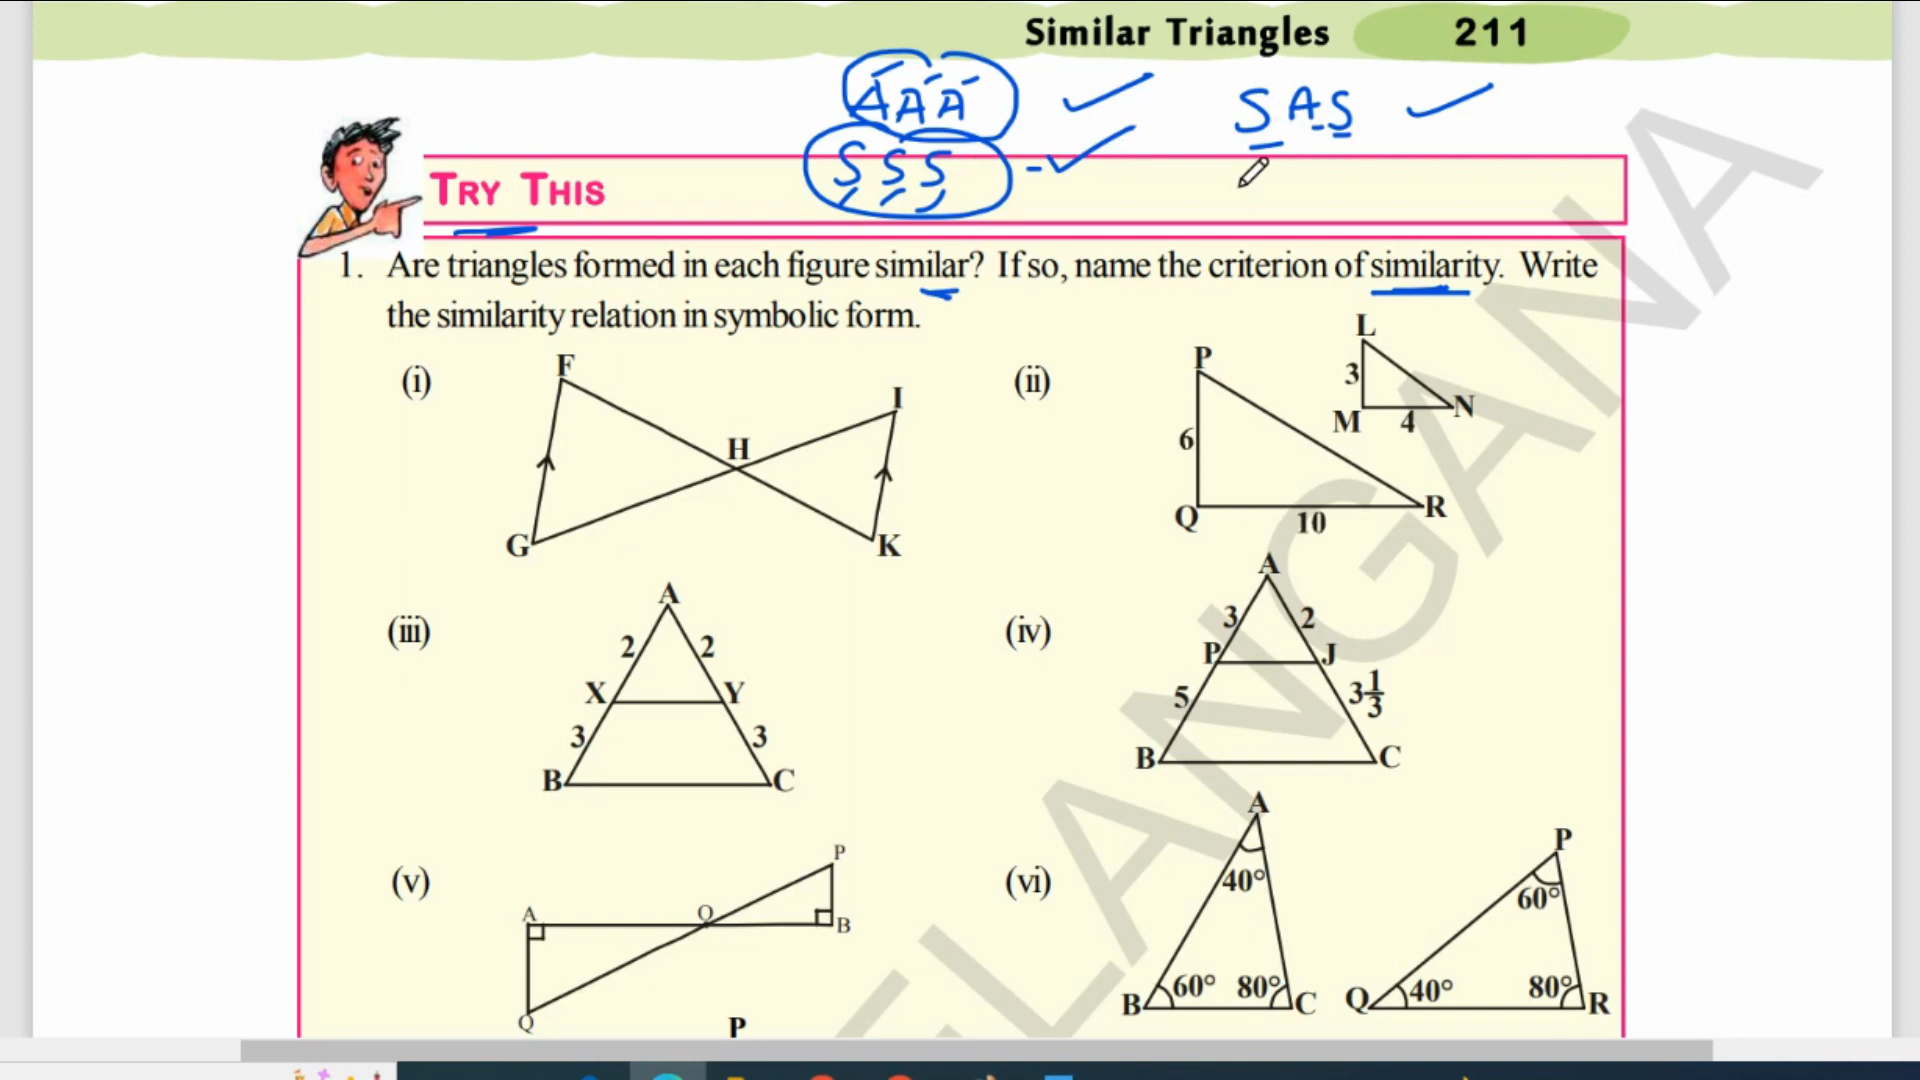 Similar Triangles 211
AAA ✓ SAS ✓
SSS - ✓
TRY THIS
1. Are triangles formed in each figure similar? If so, name the criterion of similarity. Write
the similarity relation in symbolic form.
(i)
F
I
H
G
K
(ii)
P
L
3
M
4
N
6
Q
10
R
(iii)
A
2
2
X
Y
3
3
B
C
(iv)
A
3
2
P
J
5
3 1/3
B
C
(v)
P
A
O
B
Q
P
(vi)
A
40°
B
60° 80°
C
P
60°
Q
40°
80°
R
TELANGANA